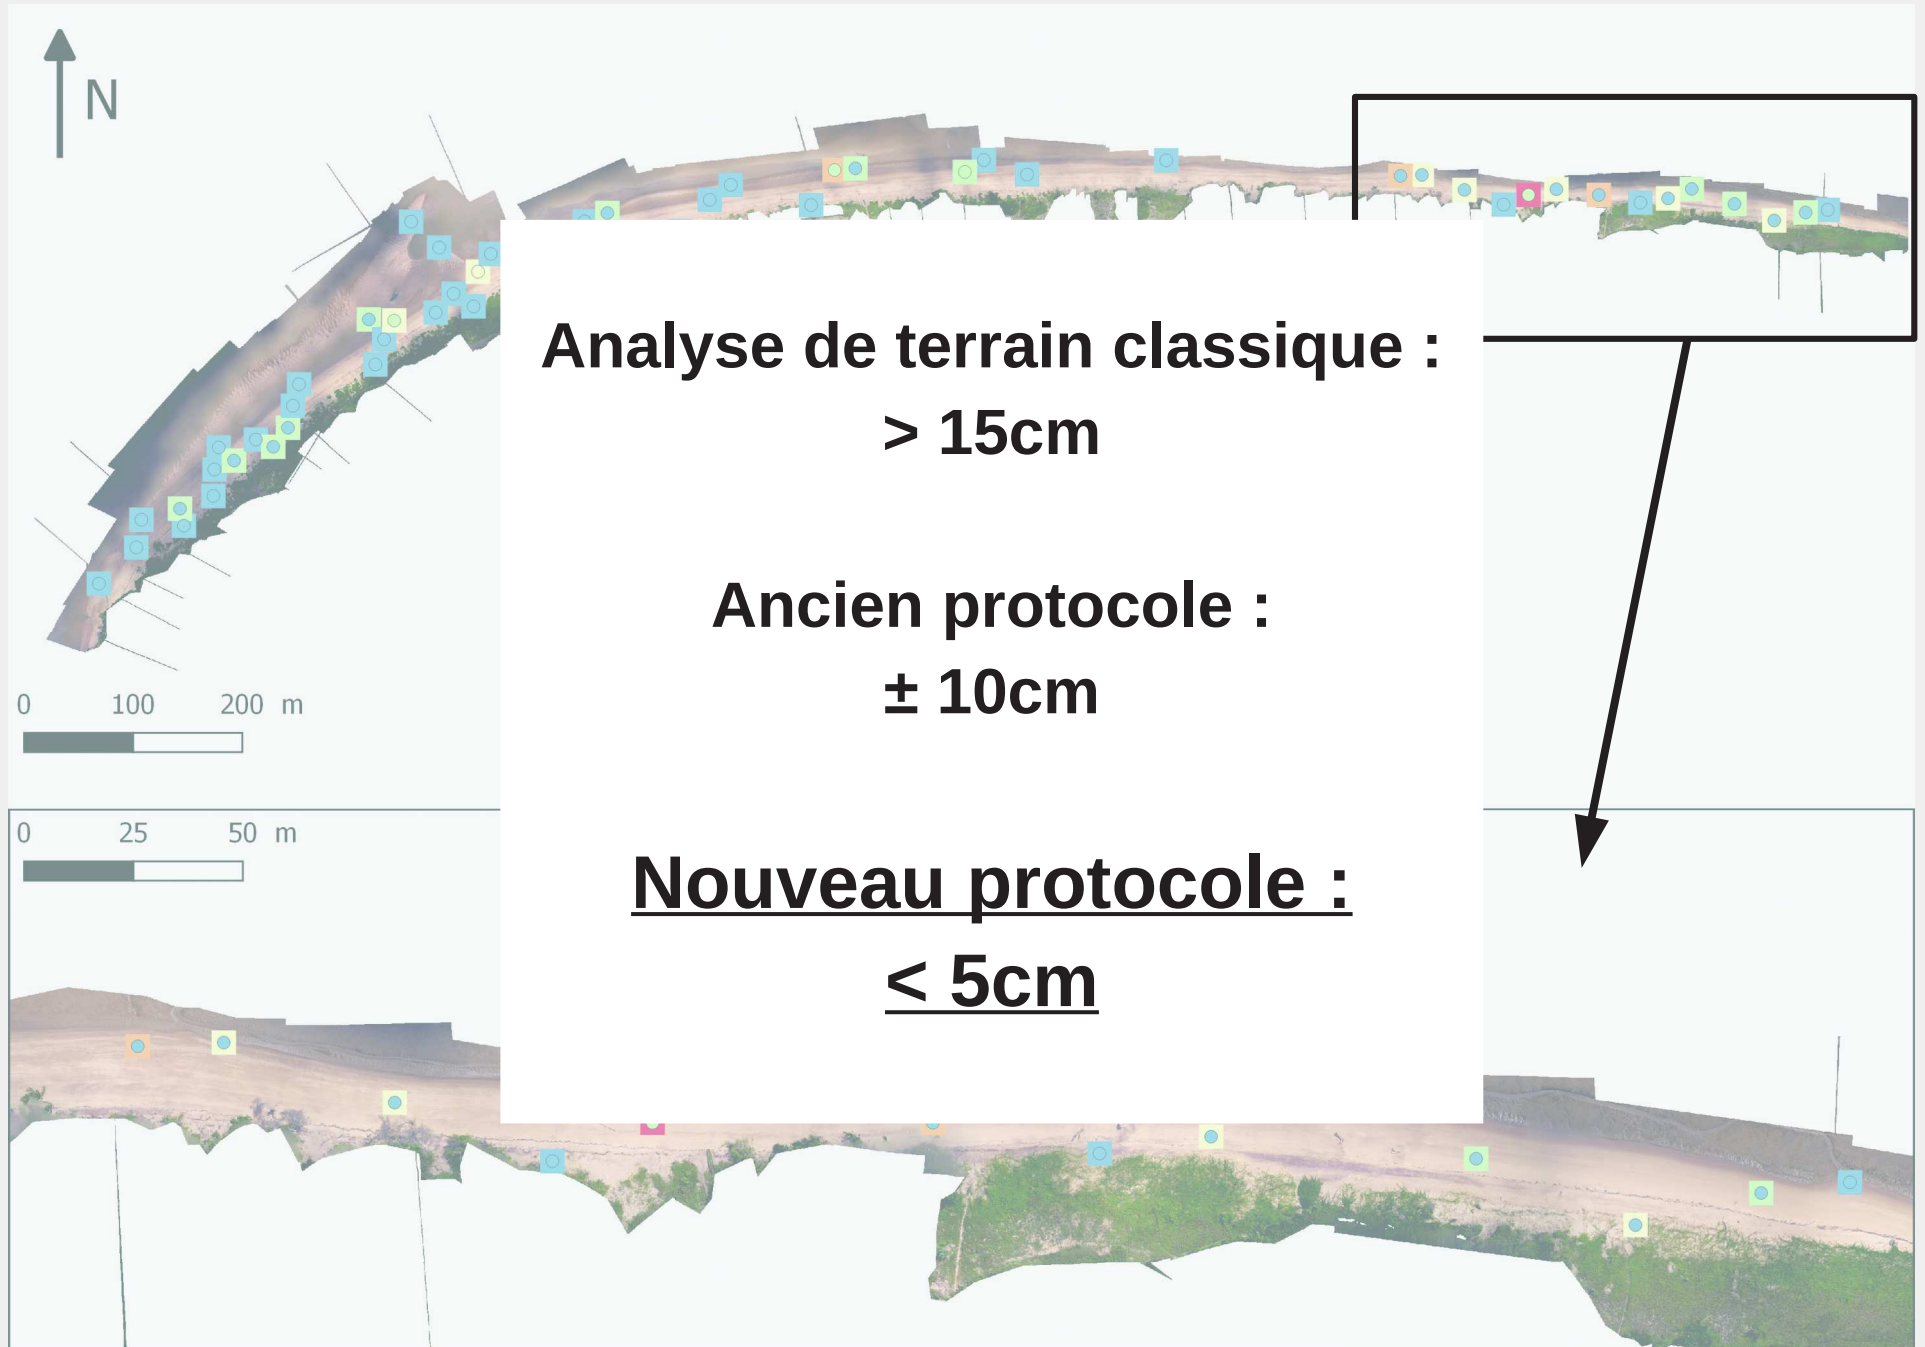 N
0 100 200 m
0 25 50 m
Analyse de terrain classique :
> 15cm
Ancien protocole :
± 10cm
Nouveau protocole :
< 5cm